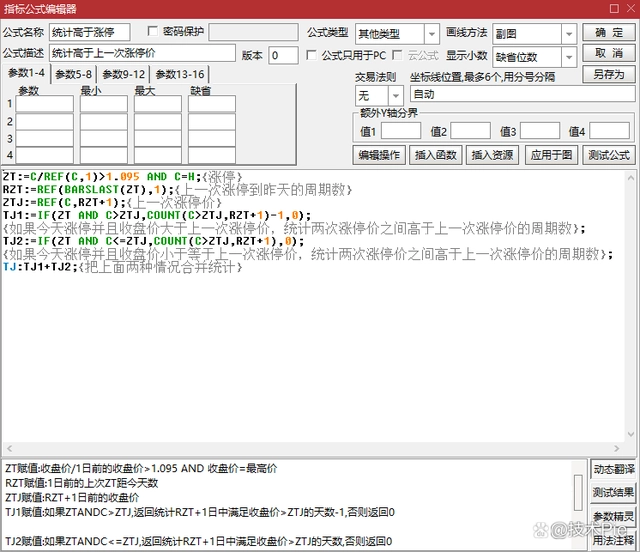 指标公式编辑器
公式名称 统计高于涨停 密码保护 公式类型 其他类型 画线方法 副图 确 定
公式描述 统计高于上一次涨停价 版本 0 公式只用于PC 云公式 显示小数 缺省位数 取 消
参数1-4 参数5-8 参数9-12 参数13-16 交易法则 坐标线位置,最多6个,用分号分隔 另存为
参数 最小 最大 缺省 无 自动
1
2
3
4
额外Y轴分界
值1 值2 值3 值4
编辑操作 插入函数 插入资源 应用于图 测试公式
ZT:=C/REF(C,1)>1.095 AND C=H;{涨停}
RZT:=REF(BARSLAST(ZT),1);{上一次涨停到昨天的周期数}
ZTJ:=REF(C,RZT+1);{上一次涨停价}
TJ1:=IF(ZT AND C>ZTJ,COUNT(C>ZTJ,RZT+1)-1,0);
{如果今天涨停并且收盘价大于上一次涨停价，统计两次涨停价之间高于上一次涨停价的周期数};
TJ2:=IF(ZT AND C<=ZTJ,COUNT(C>ZTJ,RZT+1),0);
{如果今天涨停并且收盘价小于等于上一次涨停价，统计两次涨停价之间高于上一次涨停价的周期数};
TJ:TJ1+TJ2;{把上面两种情况合并统计}
ZT赋值:收盘价/1日前的收盘价>1.095 AND 收盘价=最高价
RZT赋值:1日前的上次ZT距今天数
ZTJ赋值:RZT+1日前的收盘价
TJ1赋值:如果ZTANDC>ZTJ,返回统计RZT+1日中满足收盘价>ZTJ的天数-1,否则返回0
TJ2赋值:如果ZTANDC<=ZTJ,返回统计RZT+1日中满足收盘价>ZTJ的天数,否则返回0
动态翻译
测试结果
参数精灵
用法注释
@技术Pie